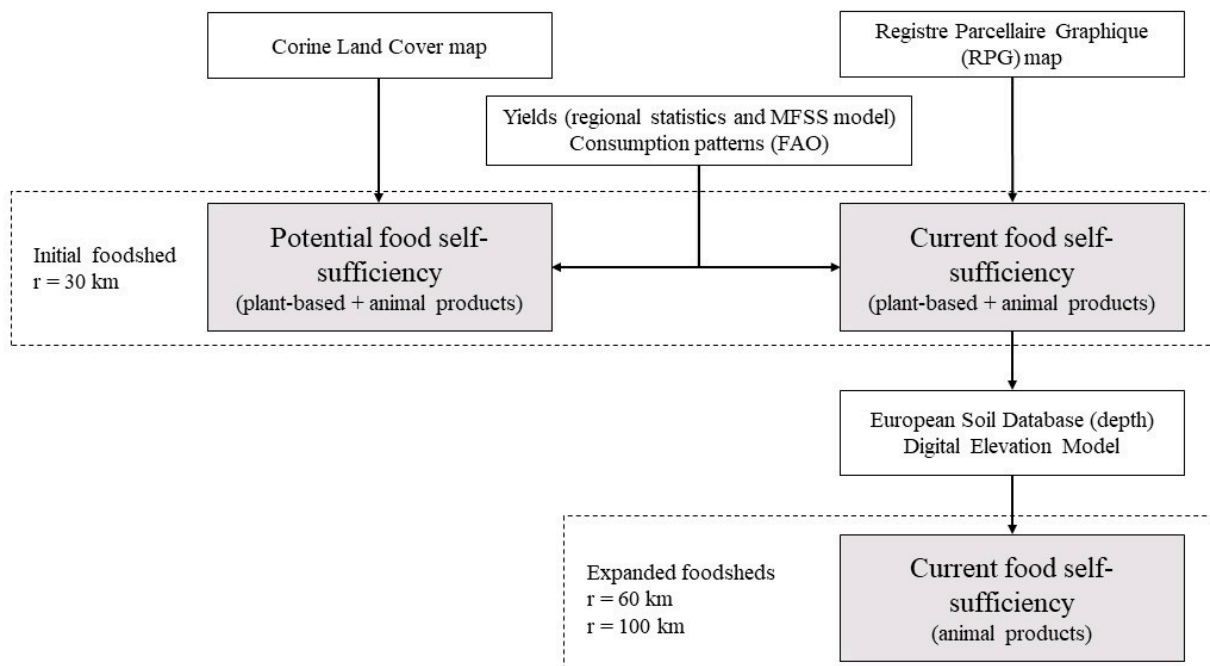 Corine Land Cover map
Registre Parcellaire Graphique
(RPG) map
Yields (regional statistics and MFSS model)
Consumption patterns (FAO)
Initial foodshed
r = 30 km
Potential food self-
sufficiency
(plant-based + animal products)
Current food self-
sufficiency
(plant-based + animal products)
European Soil Database (depth)
Digital Elevation Model
Expanded foodsheds
r = 60 km
r = 100 km
Current food self-
sufficiency
(animal products)